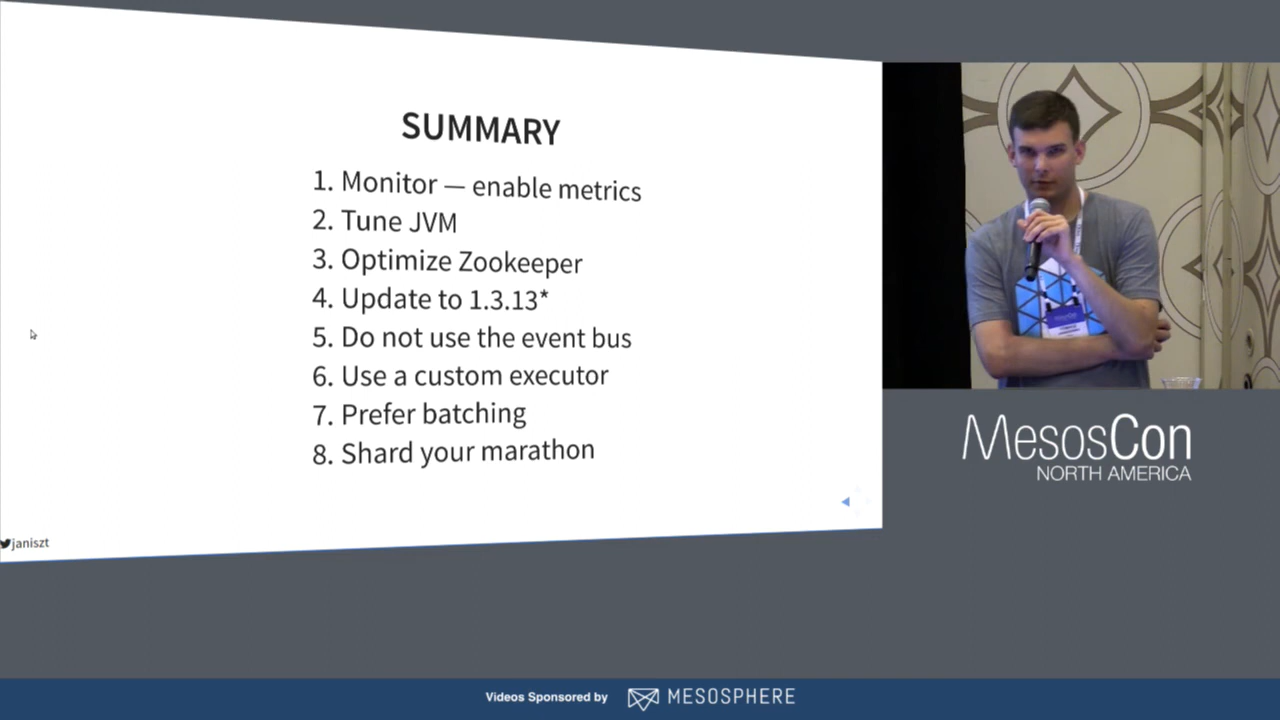 SUMMARY
1. Monitor — enable metrics
2. Tune JVM
3. Optimize Zookeeper
4. Update to 1.3.13*
5. Do not use the event bus
6. Use a custom executor
7. Prefer batching
8. Shard your marathon
janiszt
MesosCon
NORTH AMERICA
Videos Sponsored by MESOSPHERE